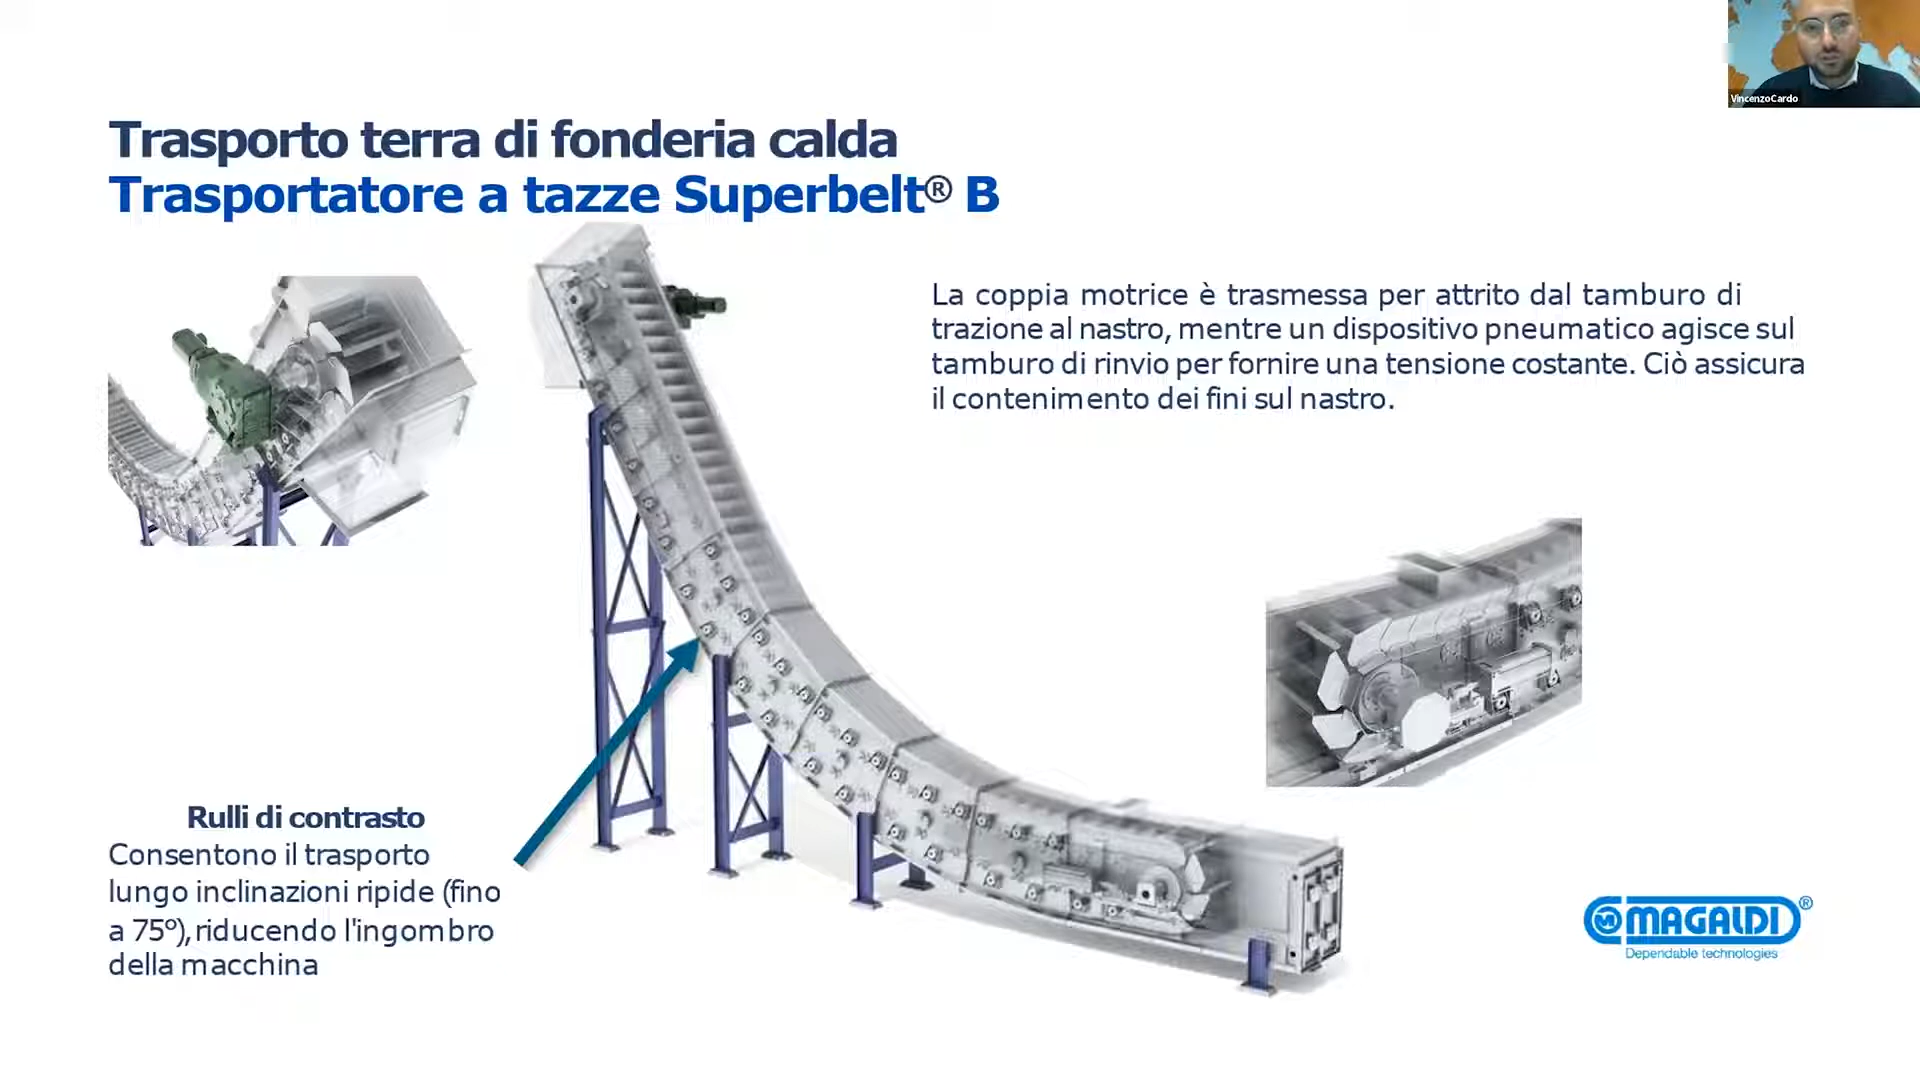 VincenzoCardo
Trasporto terra di fonderia calda
Trasportatore a tazze Superbelt® B
La coppia motrice è trasmessa per attrito dal tamburo di
trazione al nastro, mentre un dispositivo pneumatico agisce sul
tamburo di rinvio per fornire una tensione costante. Ciò assicura
il contenimento dei fini sul nastro.
Rulli di contrasto
Consentono il trasporto
lungo inclinazioni ripide (fino
a 75°), riducendo l'ingombro
della macchina
MAGALDI®
Dependable technologies